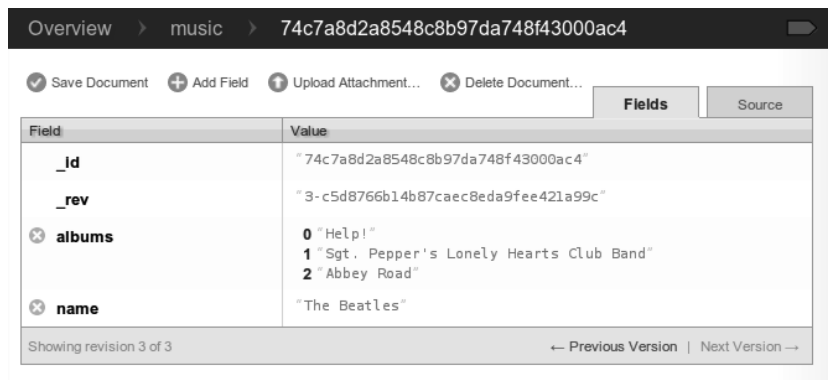 Overview > music > 74c7a8d2a8548c8b97da748f43000ac4
Save Document Add Field Upload Attachment... Delete Document...
Fields Source
Field Value
_id "74c7a8d2a8548c8b97da748f43000ac4"
_rev "3-c5d8766b14b87caec8eda9fee421a99c"
albums 0 "Help!"
1 "Sgt. Pepper's Lonely Hearts Club Band"
2 "Abbey Road"
name "The Beatles"
Showing revision 3 of 3 ← Previous Version | Next Version →